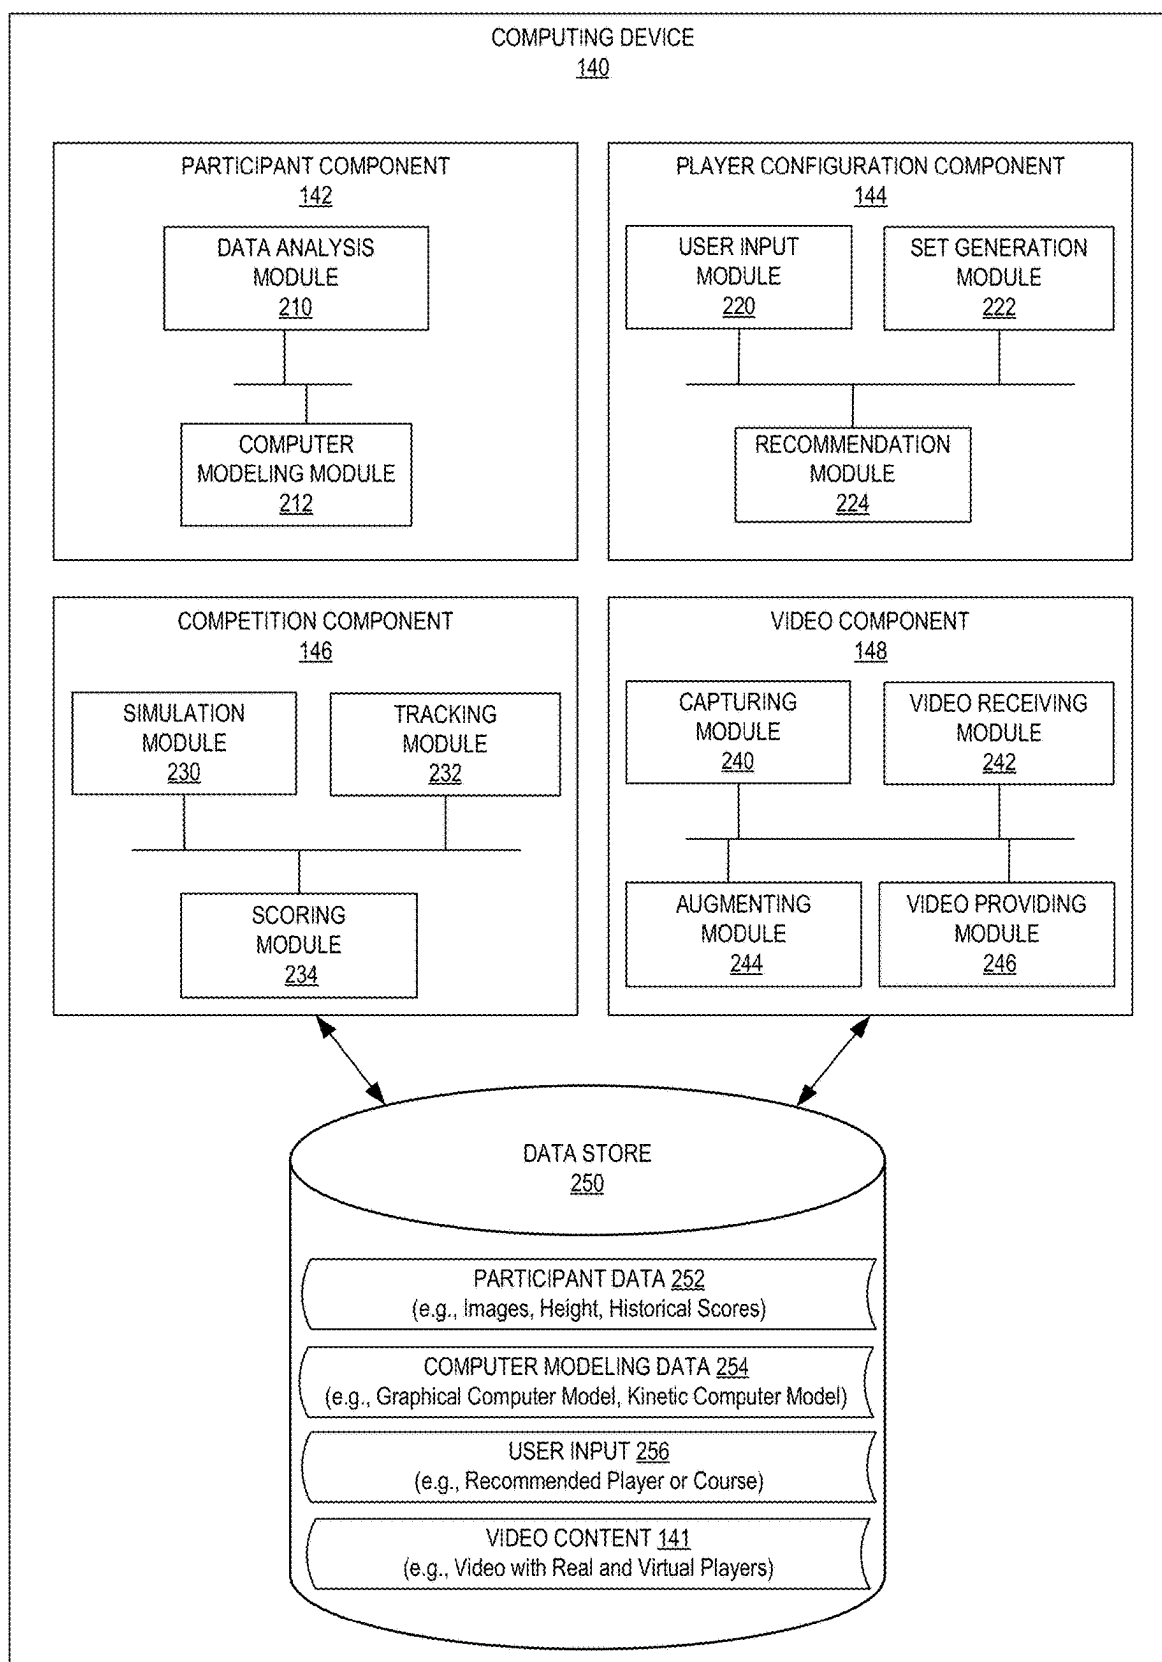 COMPUTING DEVICE
140
PARTICIPANT COMPONENT
142
DATA ANALYSIS
MODULE
210
COMPUTER
MODELING MODULE
212
PLAYER CONFIGURATION COMPONENT
144
USER INPUT
MODULE
220
SET GENERATION
MODULE
222
RECOMMENDATION
MODULE
224
COMPETITION COMPONENT
146
SIMULATION
MODULE
230
TRACKING
MODULE
232
SCORING
MODULE
234
VIDEO COMPONENT
148
CAPTURING
MODULE
240
VIDEO RECEIVING
MODULE
242
AUGMENTING
MODULE
244
VIDEO PROVIDING
MODULE
246
DATA STORE
250
PARTICIPANT DATA 252
(e.g., Images, Height, Historical Scores)
COMPUTER MODELING DATA 254
(e.g., Graphical Computer Model, Kinetic Computer Model)
USER INPUT 256
(e.g., Recommended Player or Course)
VIDEO CONTENT 141
(e.g., Video with Real and Virtual Players)